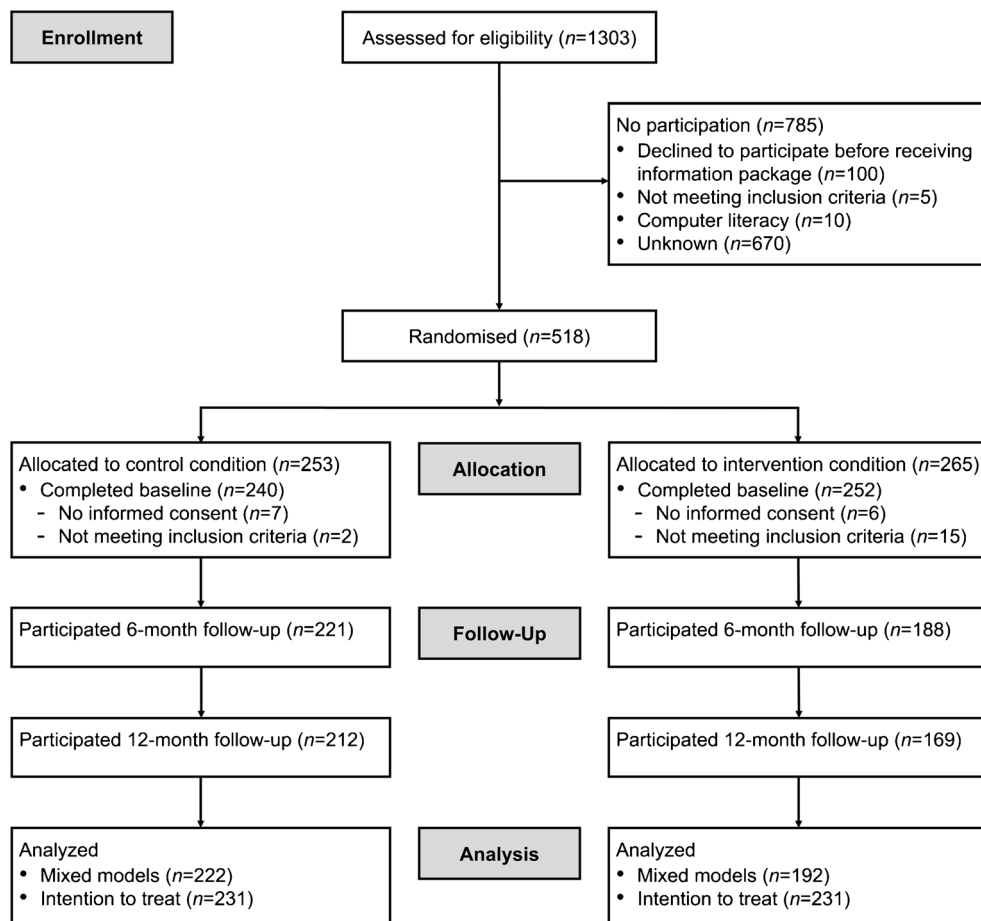 Enrollment
Assessed for eligibility (n=1303)
No participation (n=785)
• Declined to participate before receiving
information package (n=100)
• Not meeting inclusion criteria (n=5)
• Computer literacy (n=10)
• Unknown (n=670)
Randomised (n=518)
Allocated to control condition (n=253)
• Completed baseline (n=240)
- No informed consent (n=7)
- Not meeting inclusion criteria (n=2)
Allocation
Allocated to intervention condition (n=265)
• Completed baseline (n=252)
- No informed consent (n=6)
- Not meeting inclusion criteria (n=15)
Participated 6-month follow-up (n=221)
Follow-Up
Participated 6-month follow-up (n=188)
Participated 12-month follow-up (n=212)
Participated 12-month follow-up (n=169)
Analyzed
• Mixed models (n=222)
• Intention to treat (n=231)
Analysis
Analyzed
• Mixed models (n=192)
• Intention to treat (n=231)